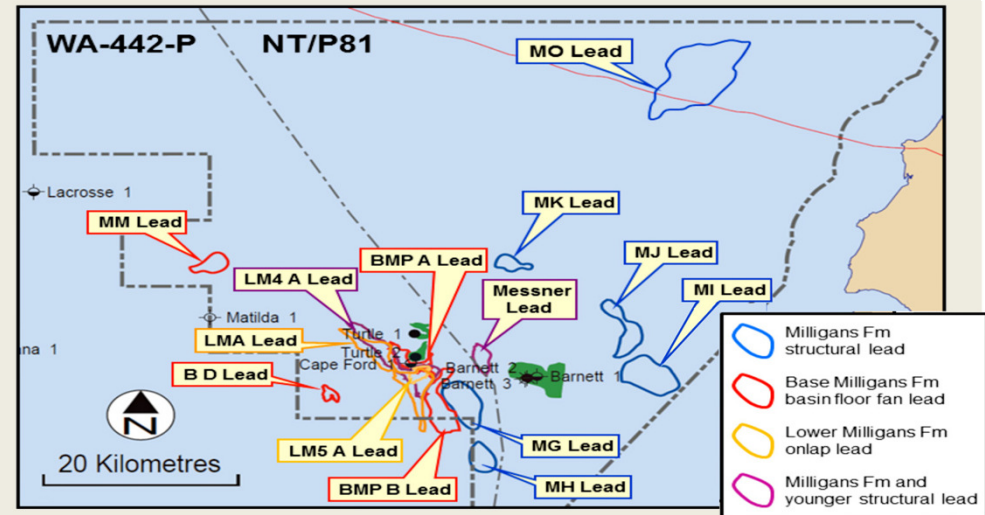 WA-442-P NT/P81
MO Lead
Lacrosse 1
MK Lead
MM Lead
MJ Lead
BMP A Lead
LM4 A Lead
MI Lead
Messner
Lead
Matilda 1
Turtle 1
LMA Lead
Turtle 2
na 1
Cape Ford 1
Barnett 2
B D Lead
Barnett 3
Barnett 1
N
LM5 A Lead
MG Lead
20 Kilometres
BMP B Lead
MH Lead
Milligans Fm
structural lead
Base Milligans Fm
basin floor fan lead
Lower Milligans Fm
onlap lead
Milligans Fm and
younger structural lead